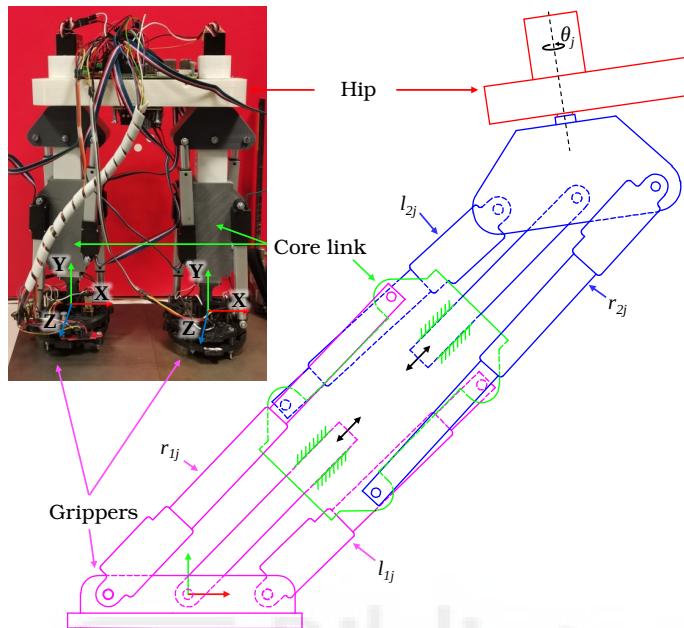 θj
Hip
l2j
Core link
Y
Y
X
X
Z
Z
r2j
r1j
Grippers
l1j